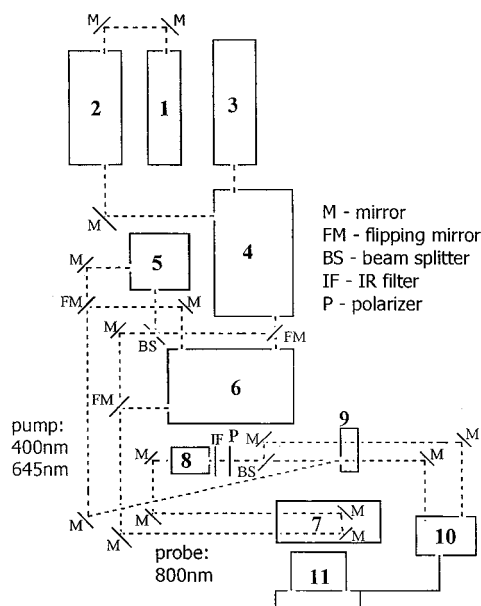 M M
2
1
3
M
4
M - mirror
FM - flipping mirror
BS - beam splitter
IF - IR filter
P - polarizer
M
5
FM
M
M
BS
FM
6
FM
pump:
400nm
645nm
9
M
M
IF P
M
8
BS
M
M
M
7
M
M
M
10
probe:
800nm
11